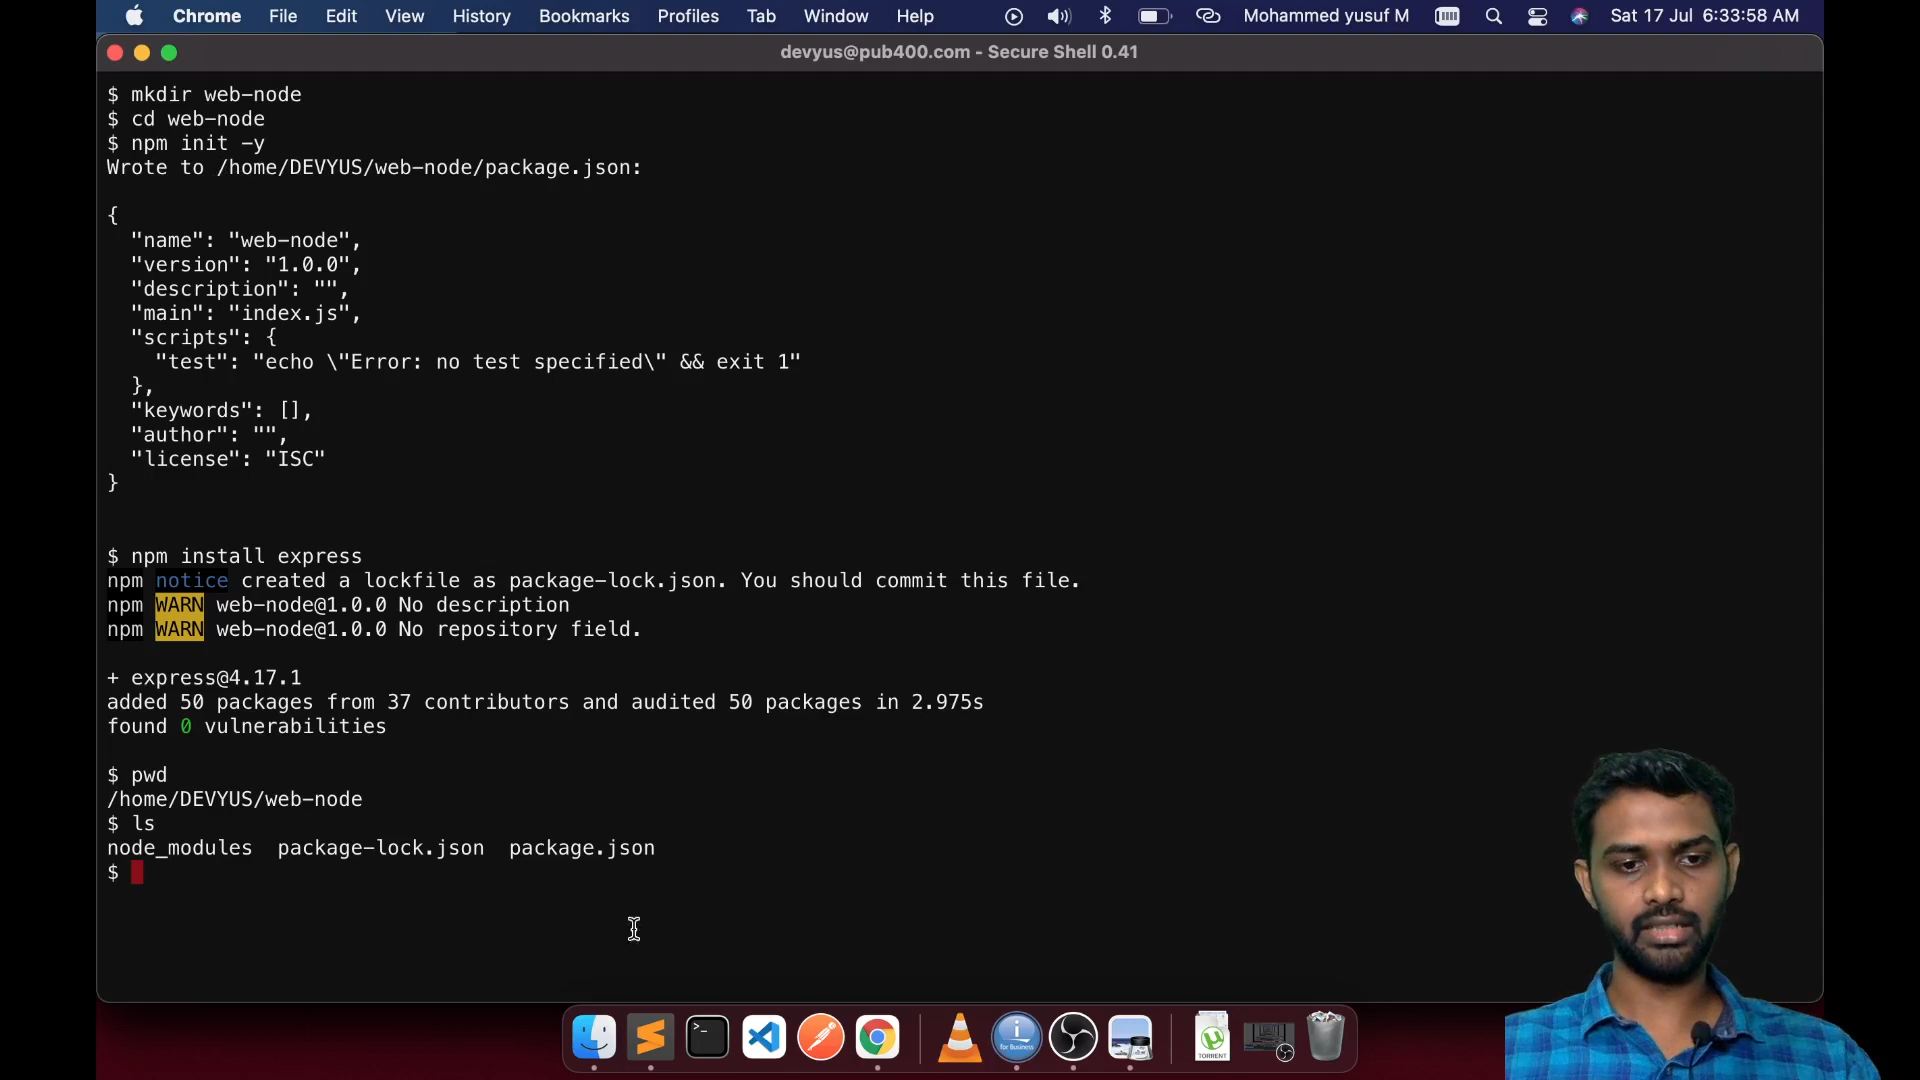 Chrome File Edit View History Bookmarks Profiles Tab Window Help Mohammed yusuf M Sat 17 Jul 6:33:58 AM
devyus@pub400.com - Secure Shell 0.41
$ mkdir web-node
$ cd web-node
$ npm init -y
Wrote to /home/DEVYUS/web-node/package.json:
{
"name": "web-node",
"version": "1.0.0",
"description": "",
"main": "index.js",
"scripts": {
"test": "echo \"Error: no test specified\" && exit 1"
},
"keywords": [],
"author": "",
"license": "ISC"
}
$ npm install express
npm notice created a lockfile as package-lock.json. You should commit this file.
npm WARN web-node@1.0.0 No description
npm WARN web-node@1.0.0 No repository field.
+ express@4.17.1
added 50 packages from 37 contributors and audited 50 packages in 2.975s
found 0 vulnerabilities
$ pwd
/home/DEVYUS/web-node
$ ls
node_modules package-lock.json package.json
$
for Business
TORRENT